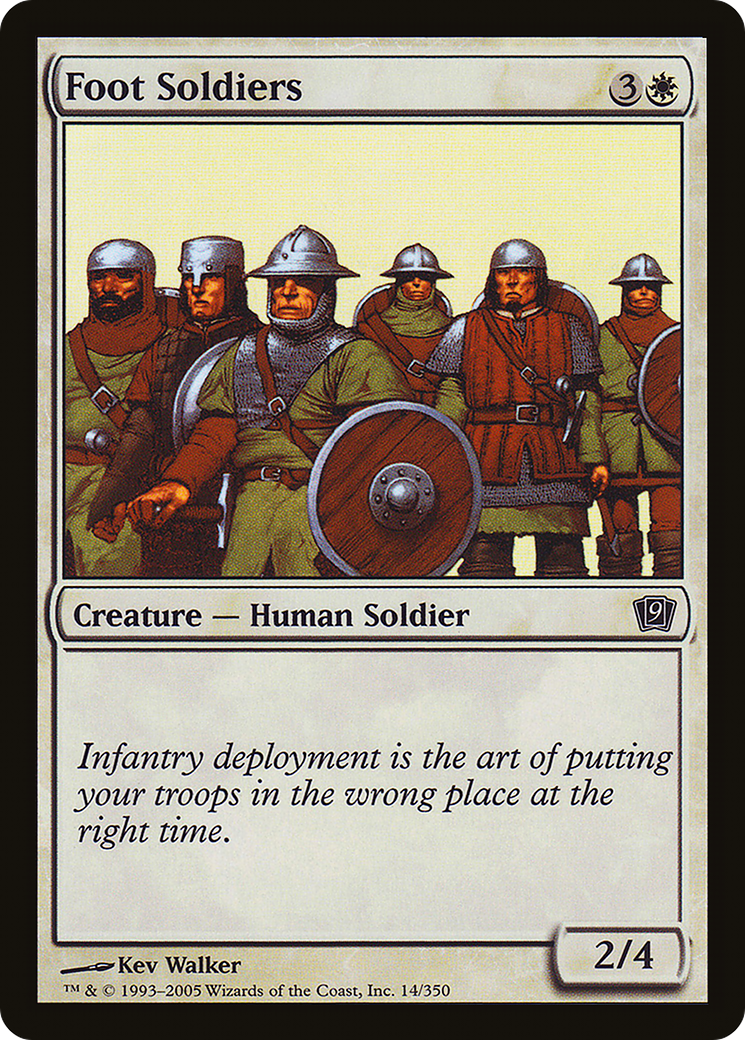 Foot Soldiers 3
Creature — Human Soldier 9
Infantry deployment is the art of putting
your troops in the wrong place at the
right time.
2/4
Kev Walker
™ & © 1993–2005 Wizards of the Coast, Inc. 14/350